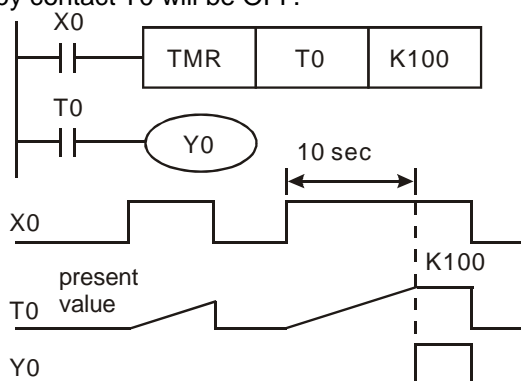 by contact T0 will be OFF.
X0
TMR T0 K100
T0
Y0
10 sec
X0
K100
present
value
T0
Y0